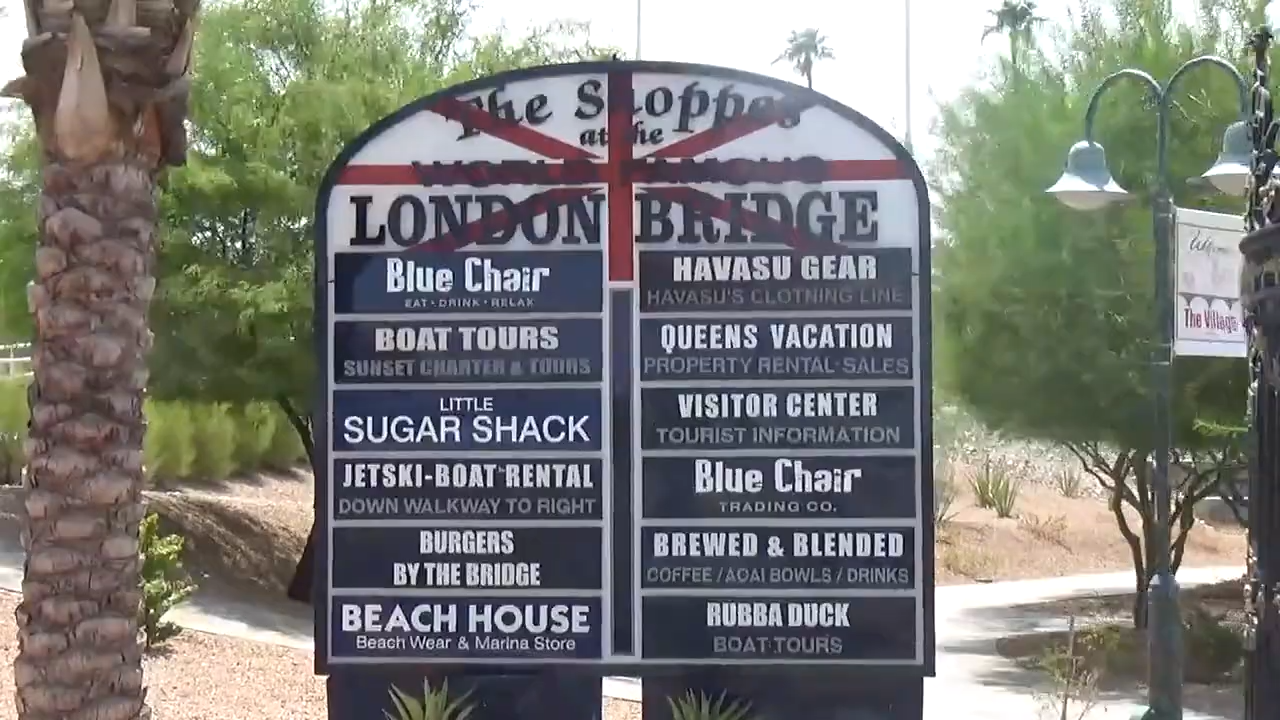 The Shoppes
at the
WORLD FAMOUS
LONDON BRIDGE
Blue Chair
EAT • DRINK • RELAX
BOAT TOURS
SUNSET CHARTER & TOURS
LITTLE
SUGAR SHACK
JETSKI-BOAT RENTAL
DOWN WALKWAY TO RIGHT
BURGERS
BY THE BRIDGE
BEACH HOUSE
Beach Wear & Marina Store
HAVASU GEAR
HAVASU'S CLOTHING LINE
QUEENS VACATION
PROPERTY RENTAL-SALES
VISITOR CENTER
TOURIST INFORMATION
Blue Chair
TRADING CO.
BREWED & BLENDED
COFFEE / ACAI BOWLS / DRINKS
RUBBA DUCK
BOAT TOURS
The Village